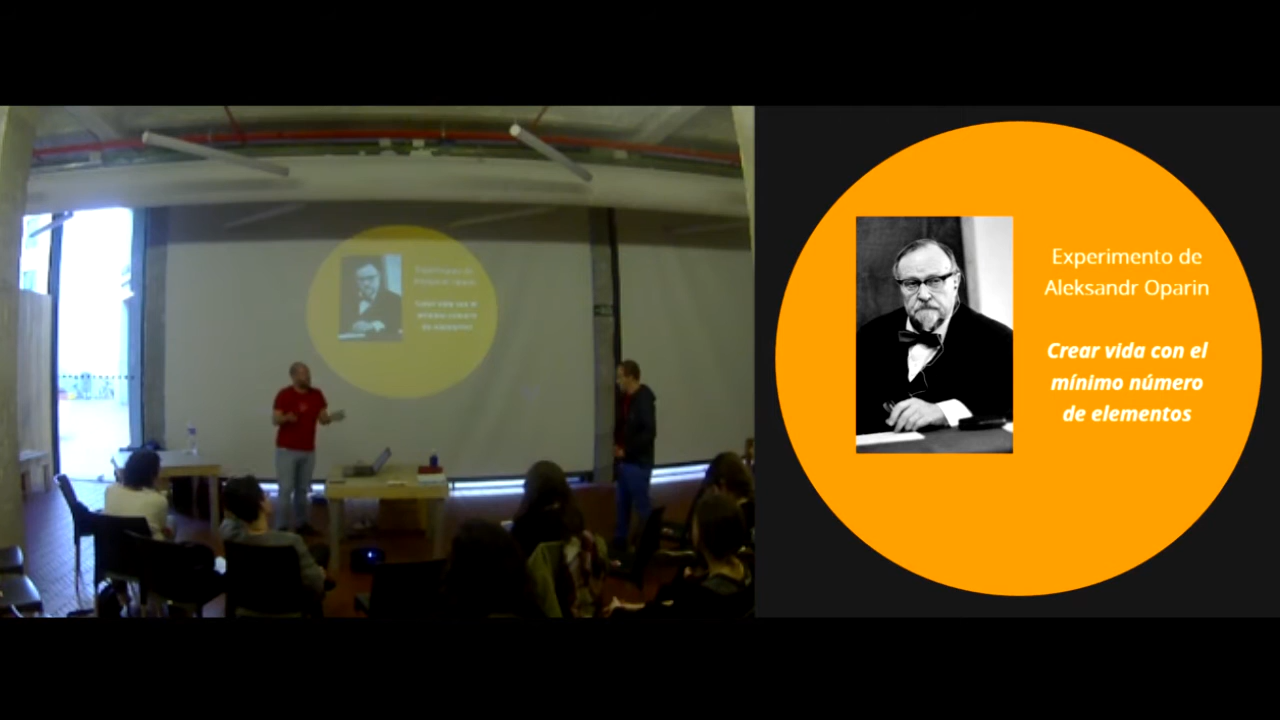 Experimento de
Aleksandr Oparin
Crear vida con el
mínimo número
de elementos